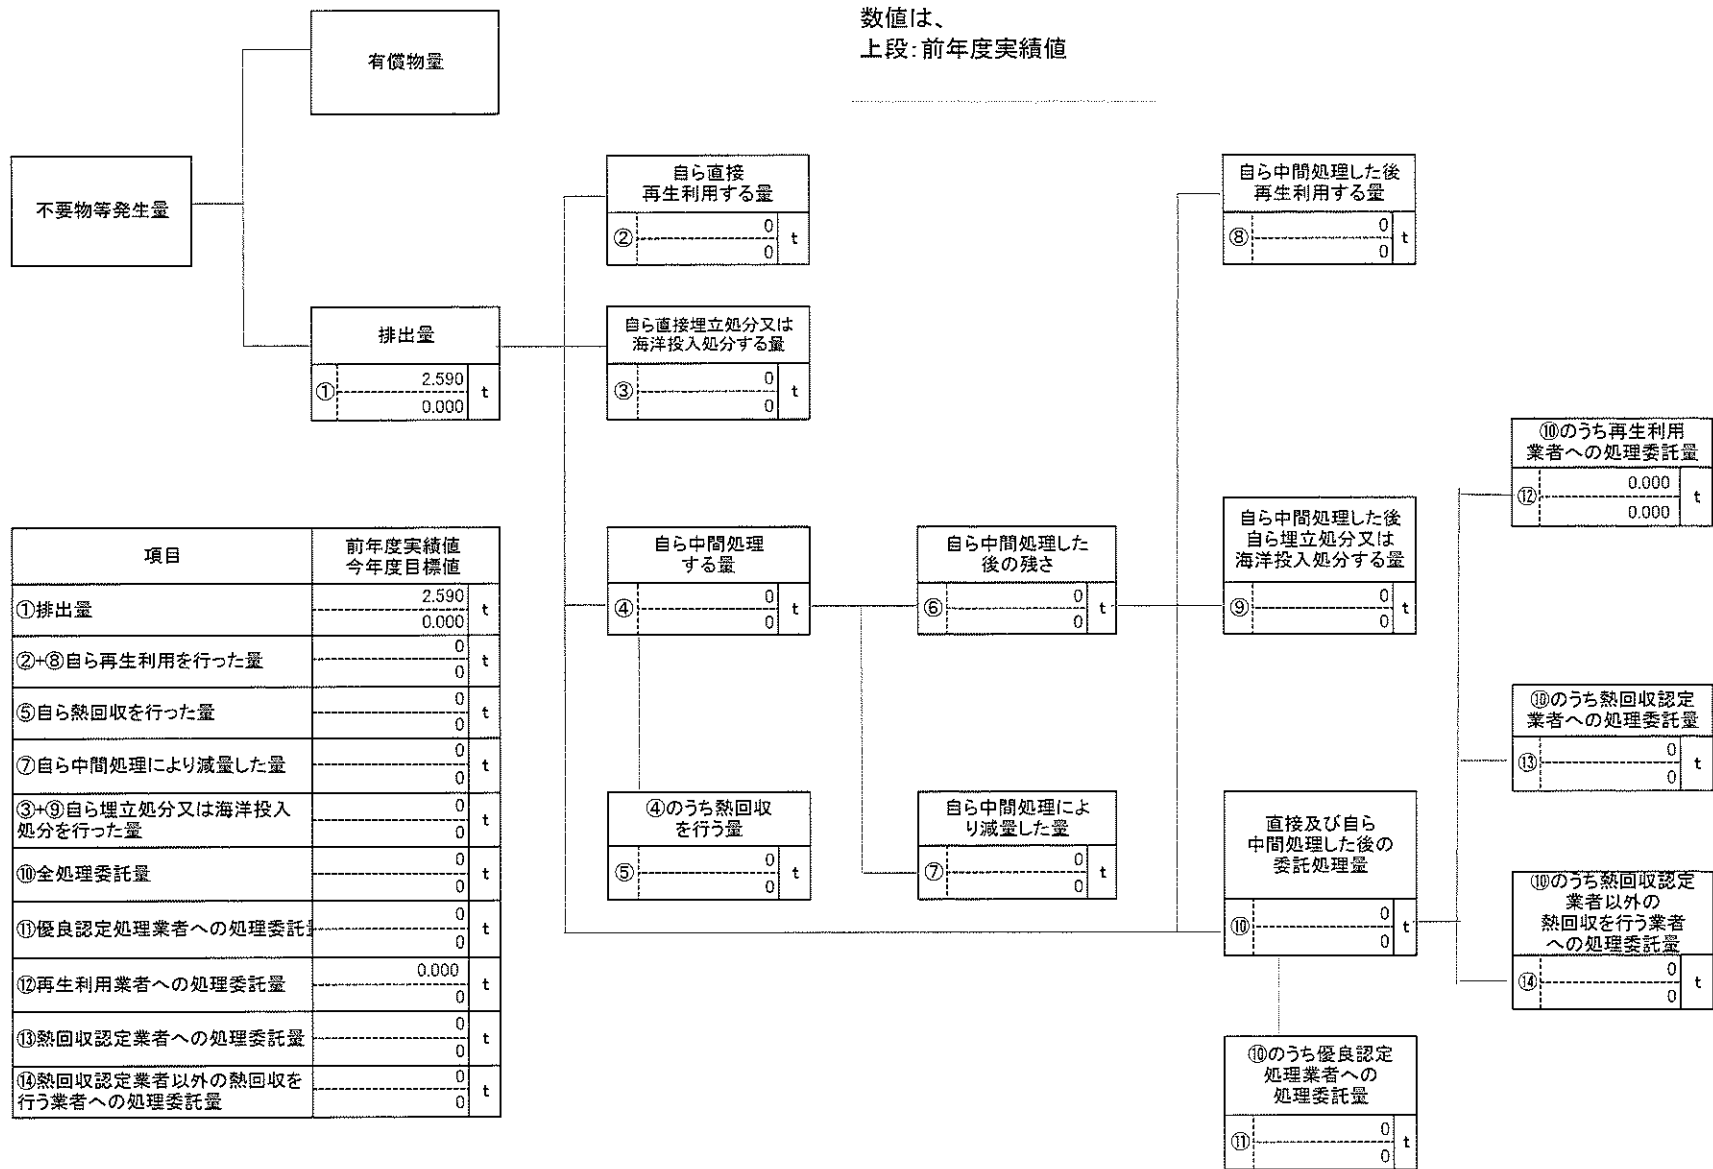 数値は、
上段:前年度実績値
有償物量
不要物等発生量
排出量
① 2.590 t
0.000
自ら直接
再生利用する量
② 0 t
0
自ら直接埋立処分又は
海洋投入処分する量
③ 0 t
0
自ら中間処理
する量
④ 0 t
0
④のうち熱回収
を行う量
⑤ 0 t
0
自ら中間処理した
後の残さ
⑥ 0 t
0
自ら中間処理によ
り減量した量
⑦ 0 t
0
自ら中間処理した後
再生利用する量
⑧ 0 t
0
自ら中間処理した後
自ら埋立処分又は
海洋投入処分する量
⑨ 0 t
0
直接及び自ら
中間処理した後の
委託処理量
⑩ 0 t
0
⑩のうち優良認定
処理業者への
処理委託量
⑪ 0 t
0
⑩のうち再生利用
業者への処理委託量
⑫ 0.000 t
0.000
⑩のうち熱回収認定
業者への処理委託量
⑬ 0 t
0
⑩のうち熱回収認定
業者以外の
熱回収を行う業者
への処理委託量
⑭ 0 t
0
項目 前年度実績値
今年度目標値
①排出量 2.590 t
0.000
②+⑧自ら再生利用を行った量 0 t
0
⑤自ら熱回収を行った量 0 t
0
⑦自ら中間処理により減量した量 0 t
0
③+⑨自ら埋立処分又は海洋投入 0 t
処分を行った量 0
⑩全処理委託量 0 t
0
⑪優良認定処理業者への処理委託 0 t
0
⑫再生利用業者への処理委託量 0.000 t
0
⑬熱回収認定業者への処理委託量 0 t
0
⑭熱回収認定業者以外の熱回収を 0 t
行う業者への処理委託量 0